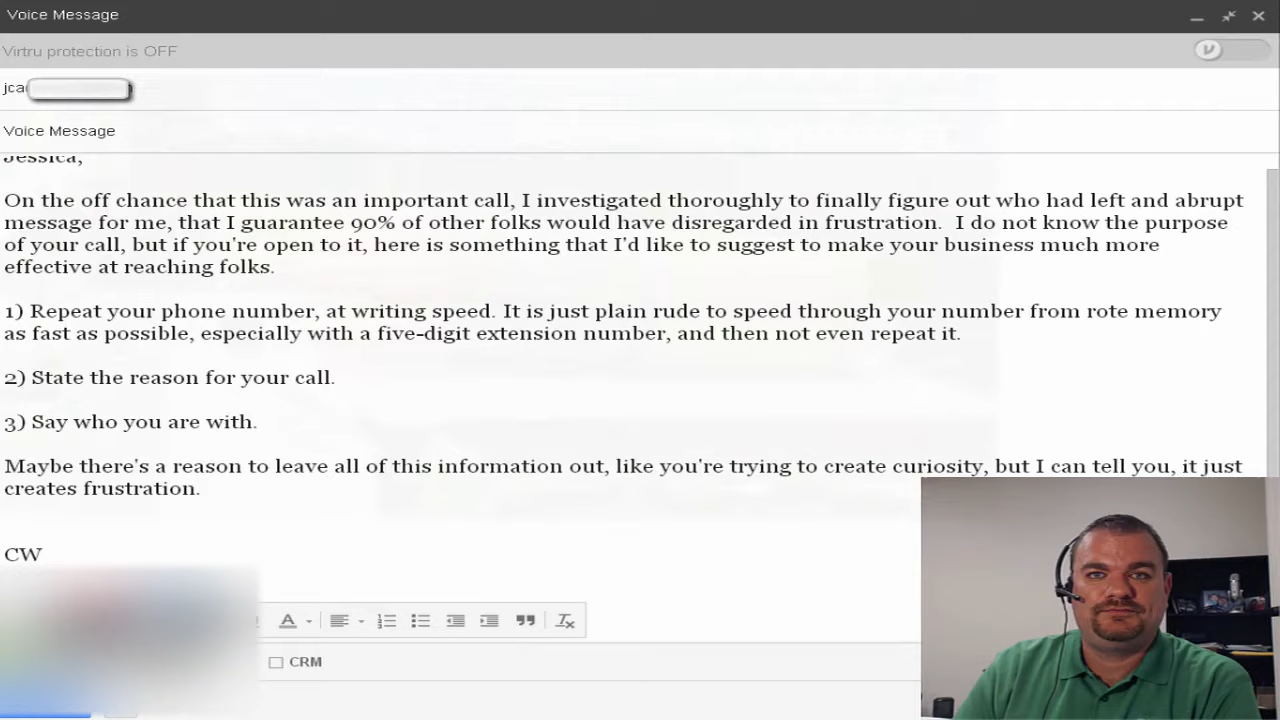 Voice Message
Virtru protection is OFF
jca
Voice Message
Jessica,
On the off chance that this was an important call, I investigated thoroughly to finally figure out who had left and abrupt
message for me, that I guarantee 90% of other folks would have disregarded in frustration.  I do not know the purpose
of your call, but if you're open to it, here is something that I'd like to suggest to make your business much more
effective at reaching folks.
1) Repeat your phone number, at writing speed. It is just plain rude to speed through your number from rote memory
as fast as possible, especially with a five-digit extension number, and then not even repeat it.
2) State the reason for your call.
3) Say who you are with.
Maybe there's a reason to leave all of this information out, like you're trying to create curiosity, but I can tell you, it just
creates frustration.
CW
A
CRM